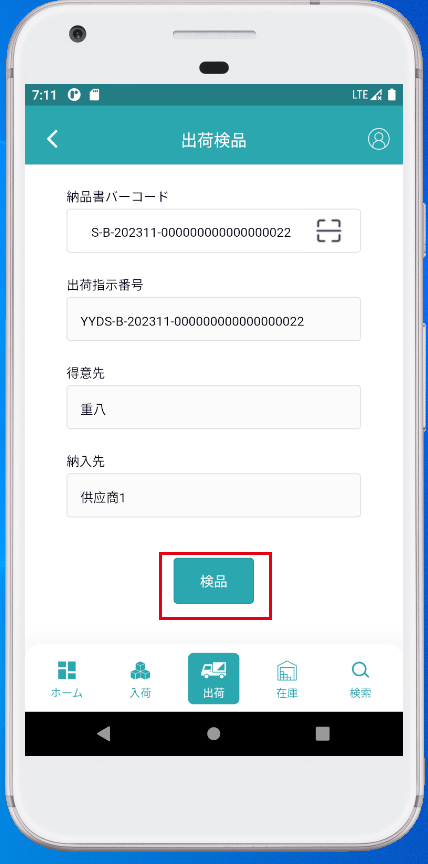 7:11
LTE
出荷検品
納品書バーコード
S-B-202311-000000000000000022
出荷指示番号
YYDS-B-202311-000000000000000022
得意先
重八
納入先
供应商1
検品
ホーム
入荷
出荷
在庫
検索